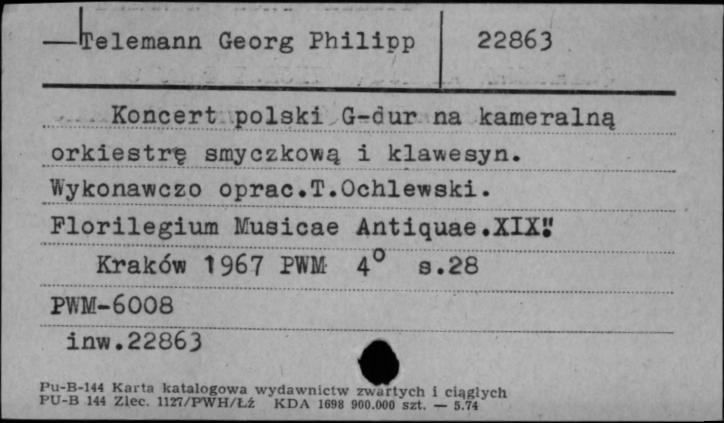 Telemann Georg Philipp 22863
Koncert polski G-dur na kameralną
orkiestrę smyczkową i klawesyn.
Wykonawczo oprac.T.Ochlewski.
Florilegium Musicae Antiquae.XIX"
Kraków 1967 PWM 4° s.28
PWM-6008
inw.22863
Pu-B-144 Karta katalogowa wydawnictw zwartych i ciągłych
PU-B 144 Zlec. 1127/PWH/Łź KDA 1698 900.000 szt. — 5.74